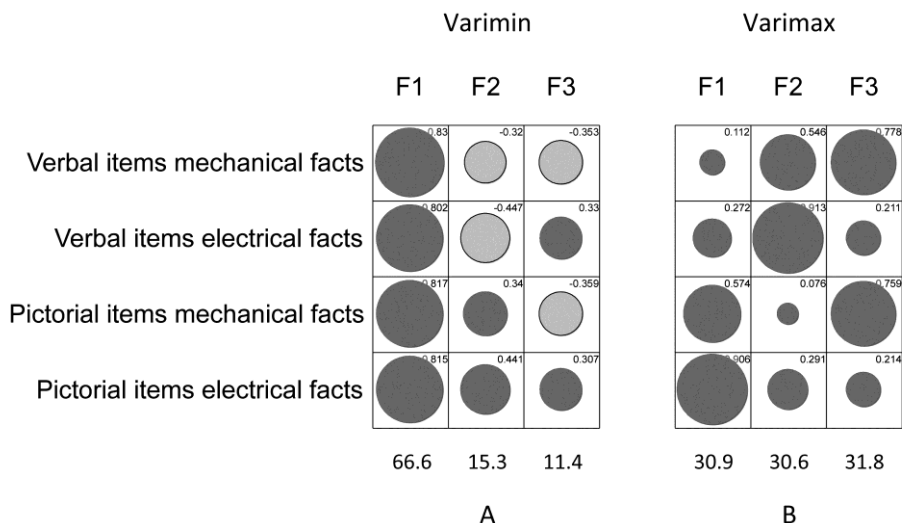 Varimin Varimax
F1 F2 F3 F1 F2 F3
Verbal items mechanical facts 0.83 -0.32 -0.353 0.112 0.546 0.778
Verbal items electrical facts 0.802 -0.447 0.33 0.272 0.913 0.211
Pictorial items mechanical facts 0.817 0.34 -0.359 0.574 0.076 0.759
Pictorial items electrical facts 0.815 0.441 0.307 0.906 0.291 0.214
66.6 15.3 11.4 30.9 30.6 31.8
A B